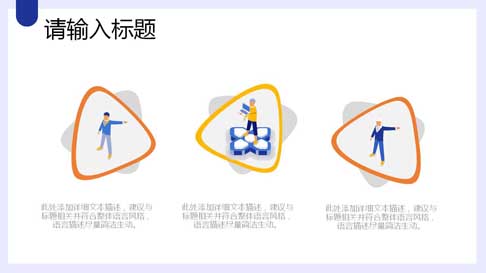 请输入标题
此处添加详细文本描述，建议与
标题相关并符合整体语言风格，
语言描述尽量简洁生动。
此处添加详细文本描述，建议与
标题相关并符合整体语言风格，
语言描述尽量简洁生动。
此处添加详细文本描述，建议与
标题相关并符合整体语言风格，
语言描述尽量简洁生动。